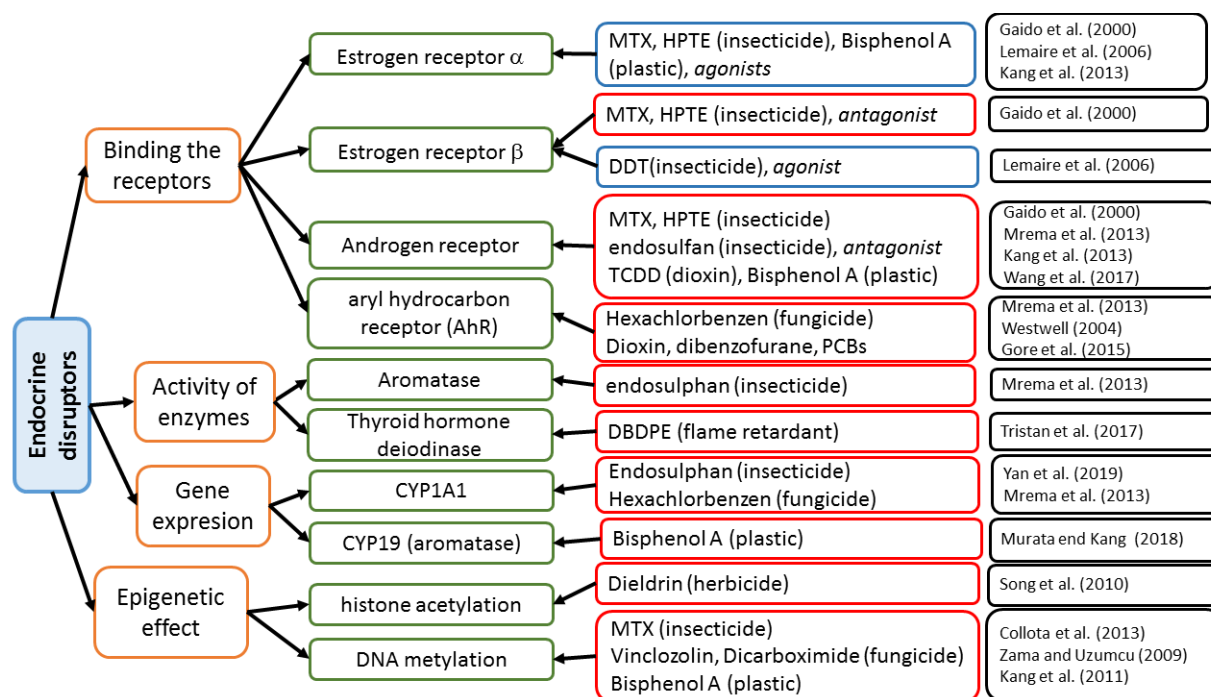 Endocrine
disruptors
Binding the
receptors
Estrogen receptor α
MTX, HPTE (insecticide), Bisphenol A
(plastic), agonists
Gaido et al. (2000)
Lemaire et al. (2006)
Kang et al. (2013)
Estrogen receptor β
MTX, HPTE (insecticide), antagonist
Gaido et al. (2000)
DDT(insecticide), agonist
Lemaire et al. (2006)
Androgen receptor
MTX, HPTE (insecticide)
endosulfan (insecticide), antagonist
TCDD (dioxin), Bisphenol A (plastic)
Gaido et al. (2000)
Mrema et al. (2013)
Kang et al. (2013)
Wang et al. (2017)
aryl hydrocarbon
receptor (AhR)
Hexachlorbenzen (fungicide)
Dioxin, dibenzofurane, PCBs
Mrema et al. (2013)
Westwell (2004)
Gore et al. (2015)
Activity of
enzymes
Aromatase
endosulphan (insecticide)
Mrema et al. (2013)
Thyroid hormone
deiodinase
DBDPE (flame retardant)
Tristan et al. (2017)
Gene
expresion
CYP1A1
Endosulphan (insecticide)
Hexachlorbenzen (fungicide)
Yan et al. (2019)
Mrema et al. (2013)
CYP19 (aromatase)
Bisphenol A (plastic)
Murata end Kang (2018)
Epigenetic
effect
histone acetylation
Dieldrin (herbicide)
Song et al. (2010)
DNA metylation
MTX (insecticide)
Vinclozolin, Dicarboximide (fungicide)
Bisphenol A (plastic)
Collota et al. (2013)
Zama and Uzumcu (2009)
Kang et al. (2011)